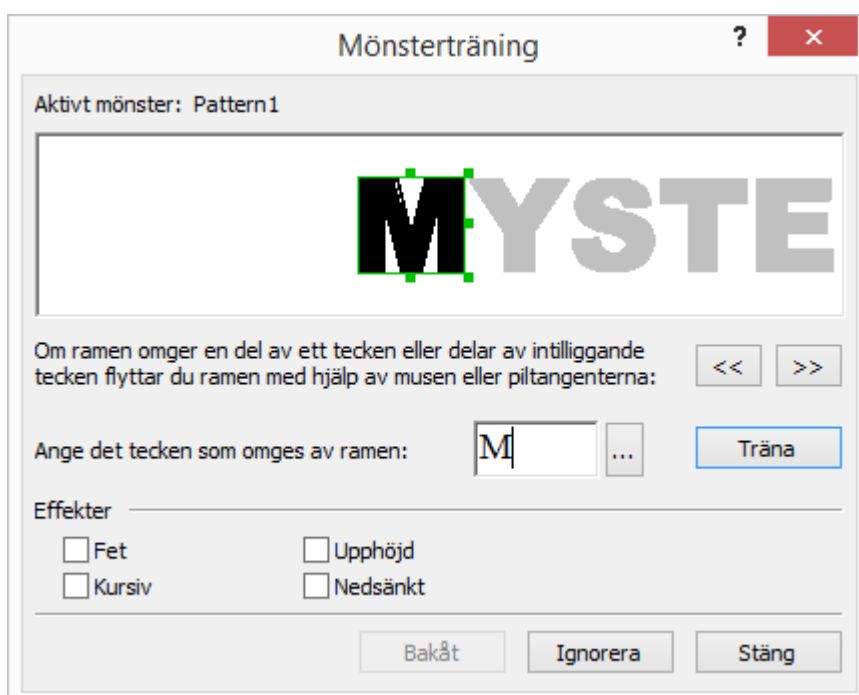 Mönsterträning
? ×
Aktivt mönster: Pattern1
MYSTE
Om ramen omger en del av ett tecken eller delar av intilliggande
tecken flyttar du ramen med hjälp av musen eller piltangenterna:
<< >>
Ange det tecken som omges av ramen: M ... Träna
Effekter
Fet Upphöjd
Kursiv Nedsänkt
Bakåt Ignorera Stäng